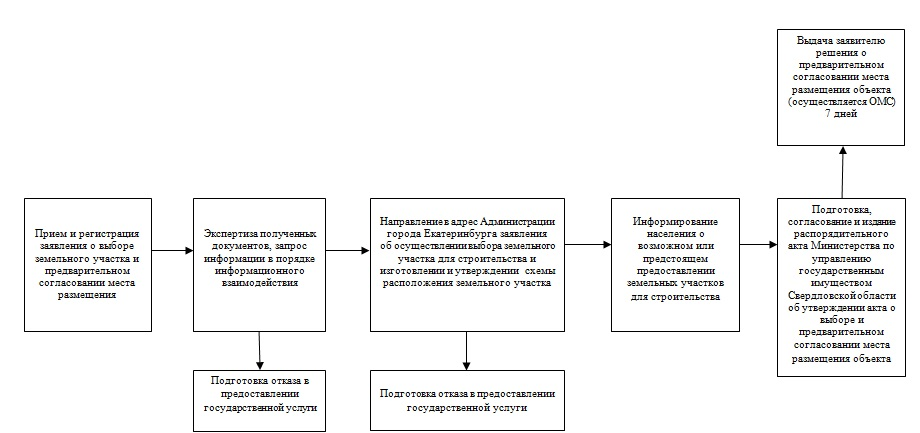 Выдача заявителю
решения о
предварительном
согласовании места
размещения объекта
(осуществляется ОМС)
7 дней
Прием и регистрация
заявления о выборе
земельного участка и
предварительном
согласовании места
размещения
Экспертиза полученных
документов, запрос
информации в порядке
информационного
взаимодействия
Направление в адрес Администрации
города Екатеринбурга заявления
об осуществлении выбора земельного
участка для строительства и
изготовлении и утверждении схемы
расположения земельного участка
Информирование
населения о
возможном или
предстоящем
предоставлении
земельных участков
для строительства
Подготовка,
согласование и издание
распорядительного
акта Министерства по
управлению
государственным
имуществом
Свердловской области
об утверждении акта о
выборе и
предварительном
согласовании места
размещения объекта
Подготовка отказа в
предоставлении
государственной услуги
Подготовка отказа в предоставлении
государственной услуги